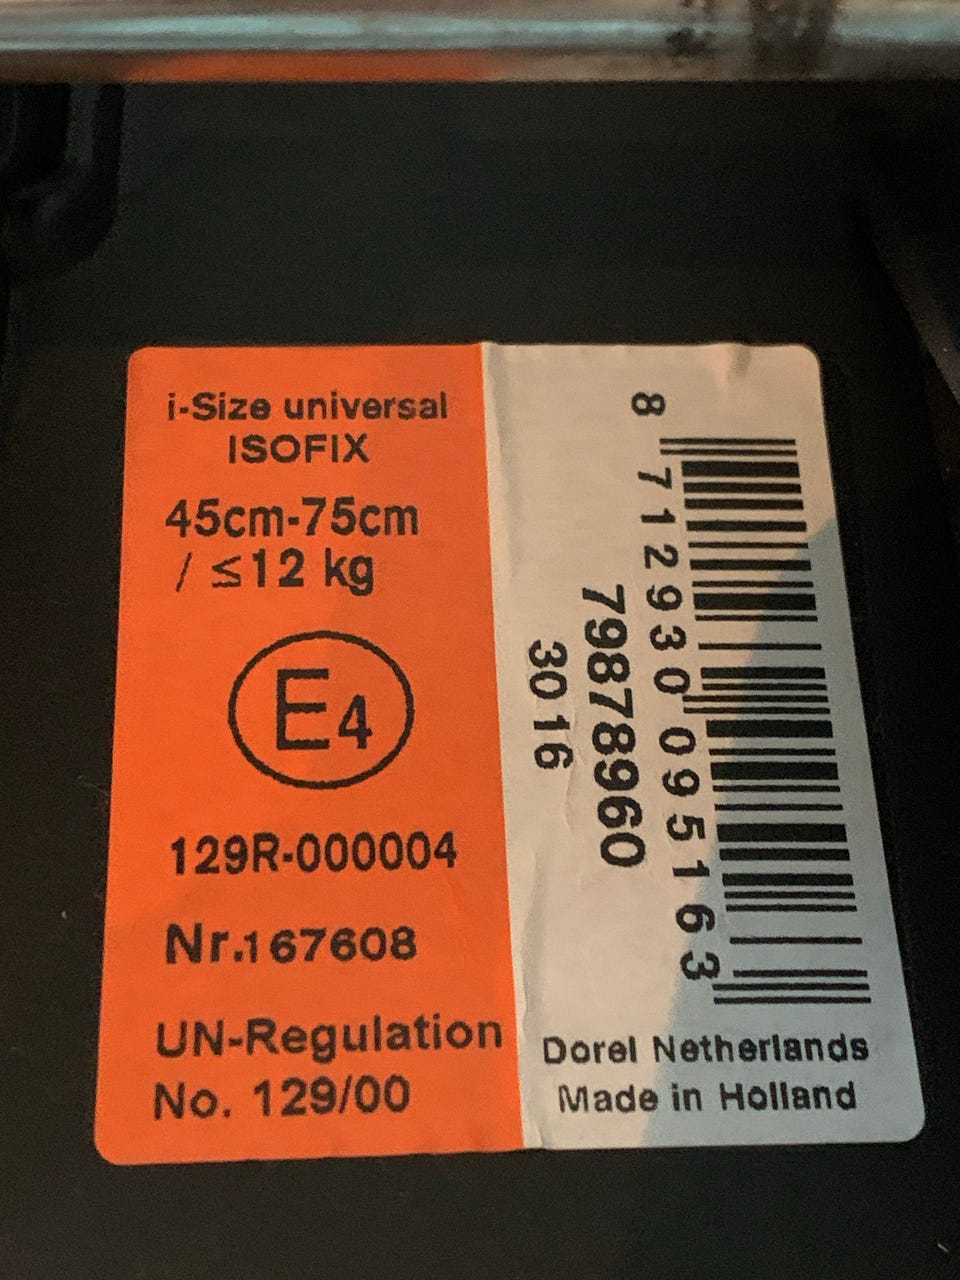 i-Size universal
ISOFIX
45cm-75cm
/ ≤12 kg
E4
129R-000004
Nr.167608
UN-Regulation
No. 129/00
8 712930 095163
79878960
3016
Dorel Netherlands
Made in Holland